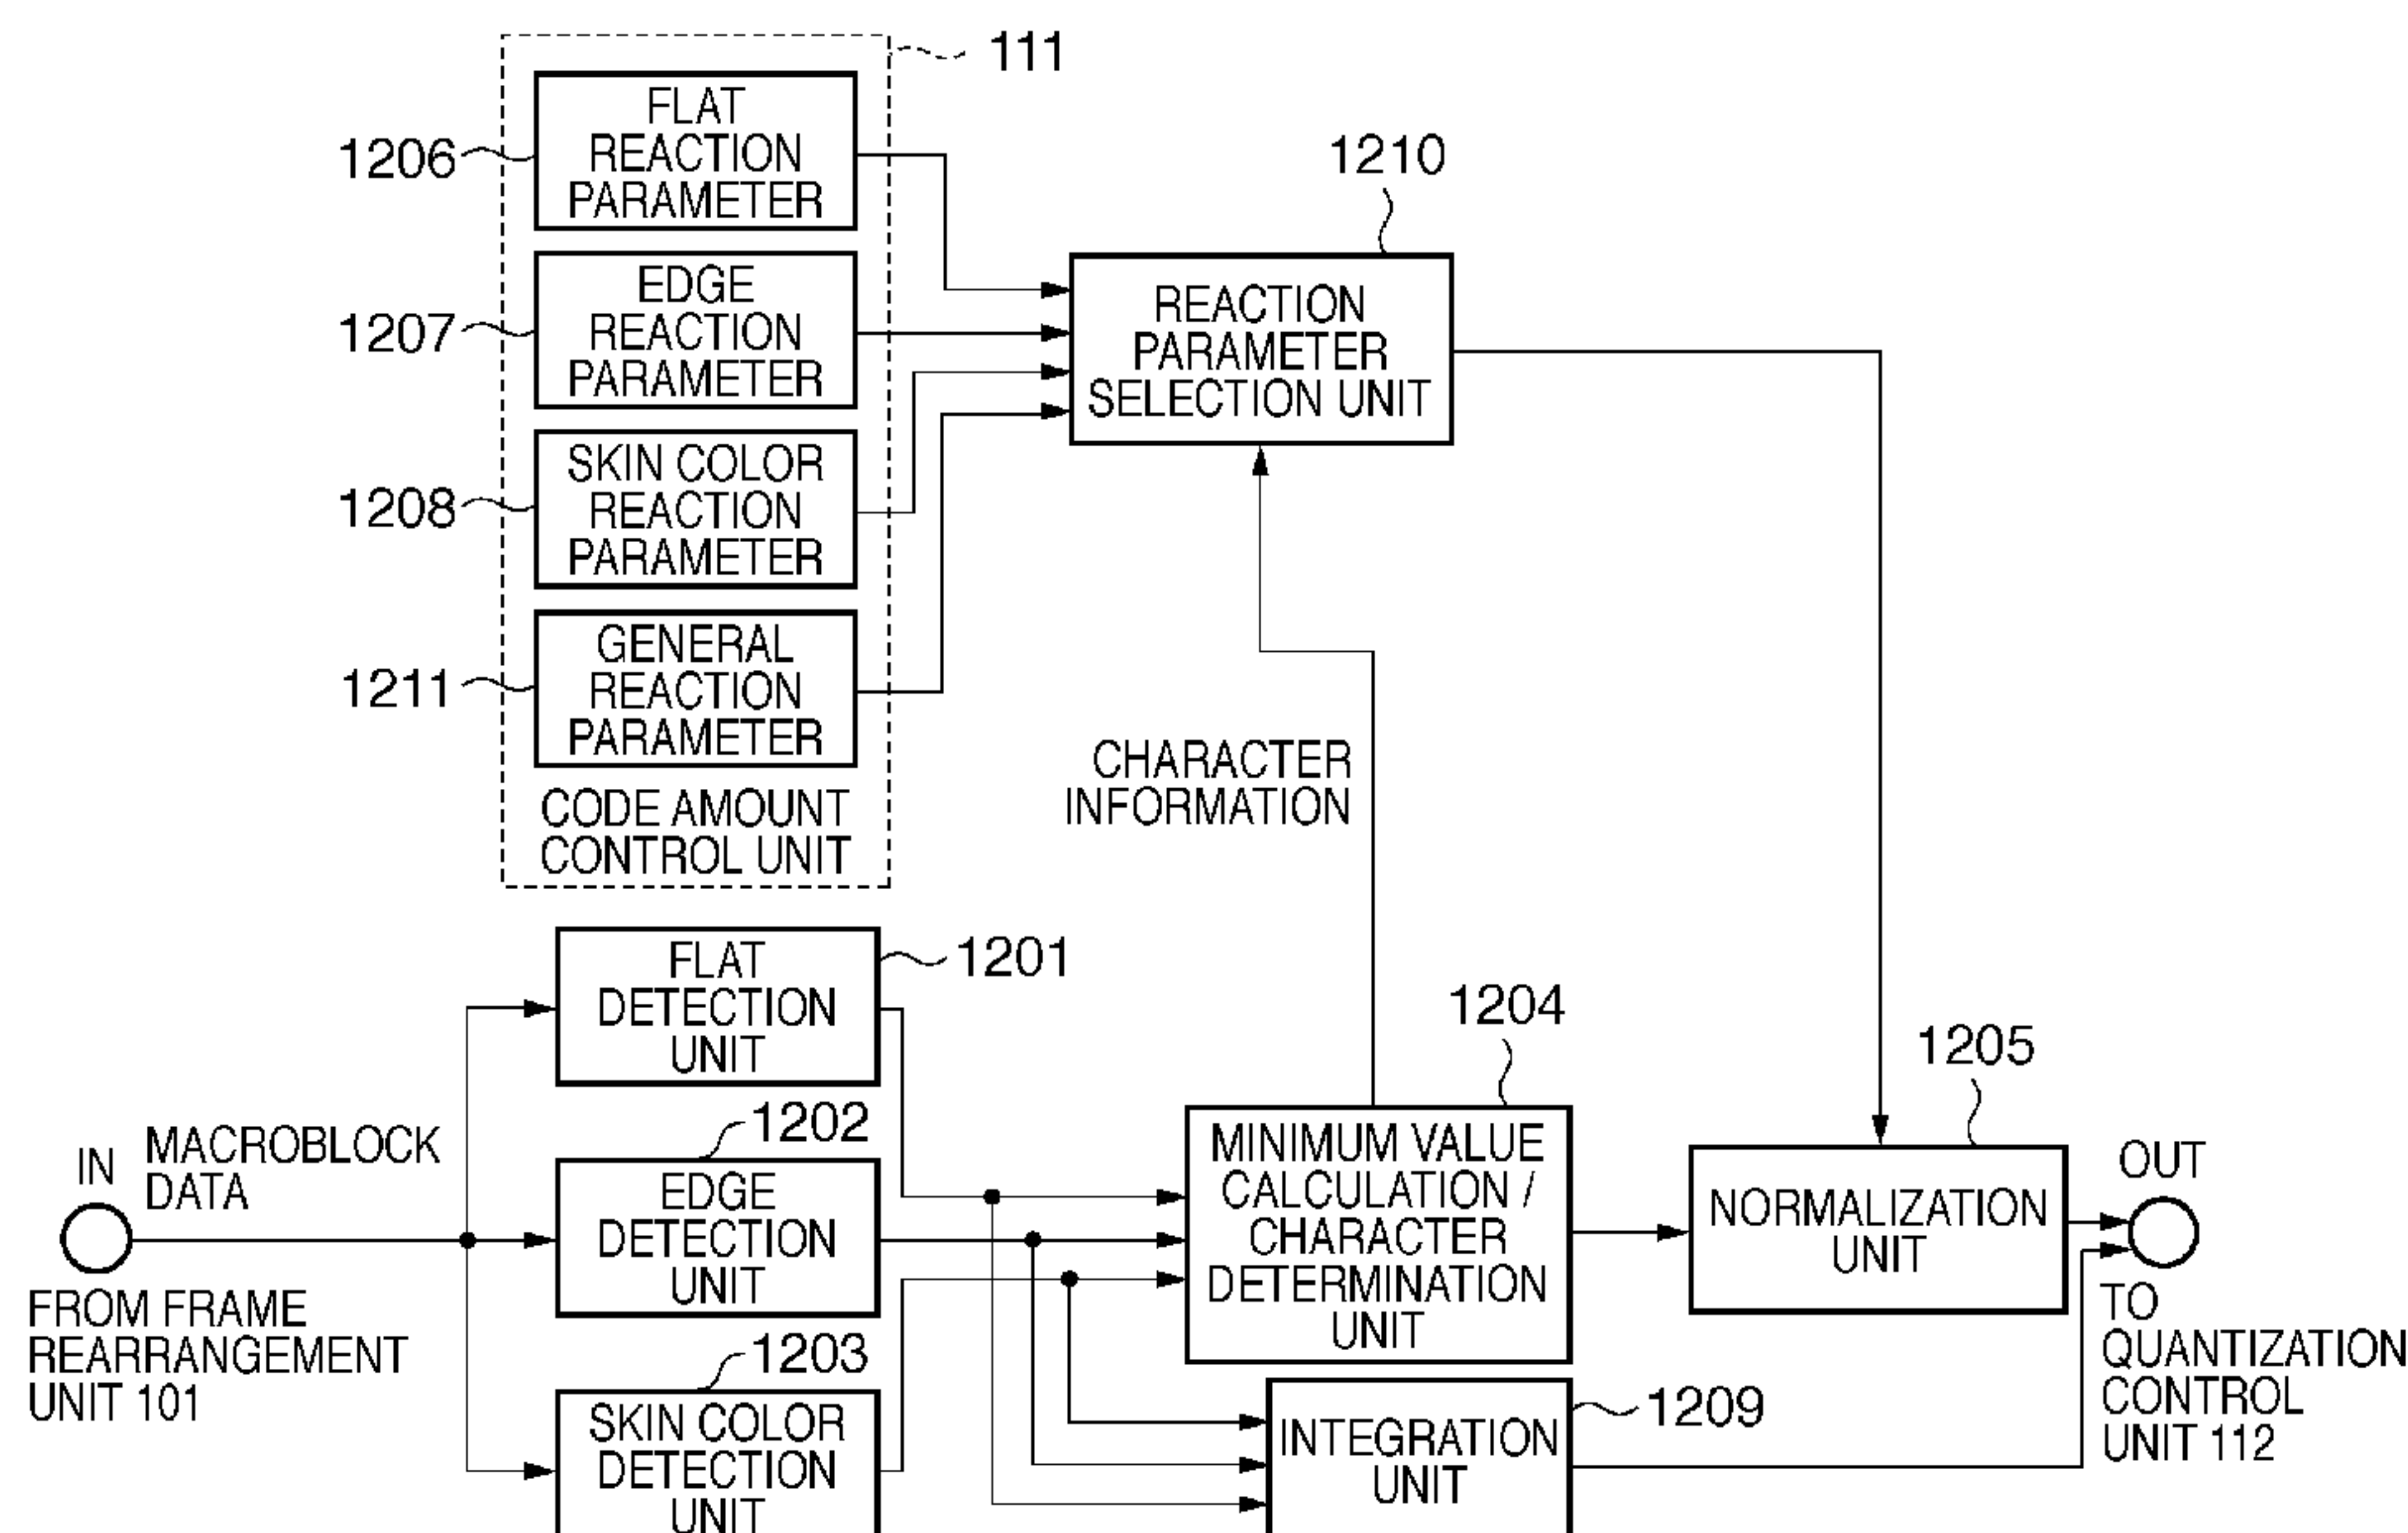 111
FLAT
REACTION
PARAMETER
1206
1210
EDGE
REACTION
PARAMETER
1207
REACTION
PARAMETER
SELECTION UNIT
SKIN COLOR
REACTION
PARAMETER
1208
GENERAL
REACTION
PARAMETER
1211
CHARACTER
INFORMATION
CODE AMOUNT
CONTROL UNIT
FLAT
DETECTION
UNIT
1201
1204
1205
1202
IN
MACROBLOCK
DATA
EDGE
DETECTION
UNIT
MINIMUM VALUE
CALCULATION /
CHARACTER
DETERMINATION
UNIT
NORMALIZATION
UNIT
OUT
FROM FRAME
REARRANGEMENT
UNIT 101
1203
SKIN COLOR
DETECTION
UNIT
INTEGRATION
UNIT
1209
TO
QUANTIZATION
CONTROL
UNIT 112